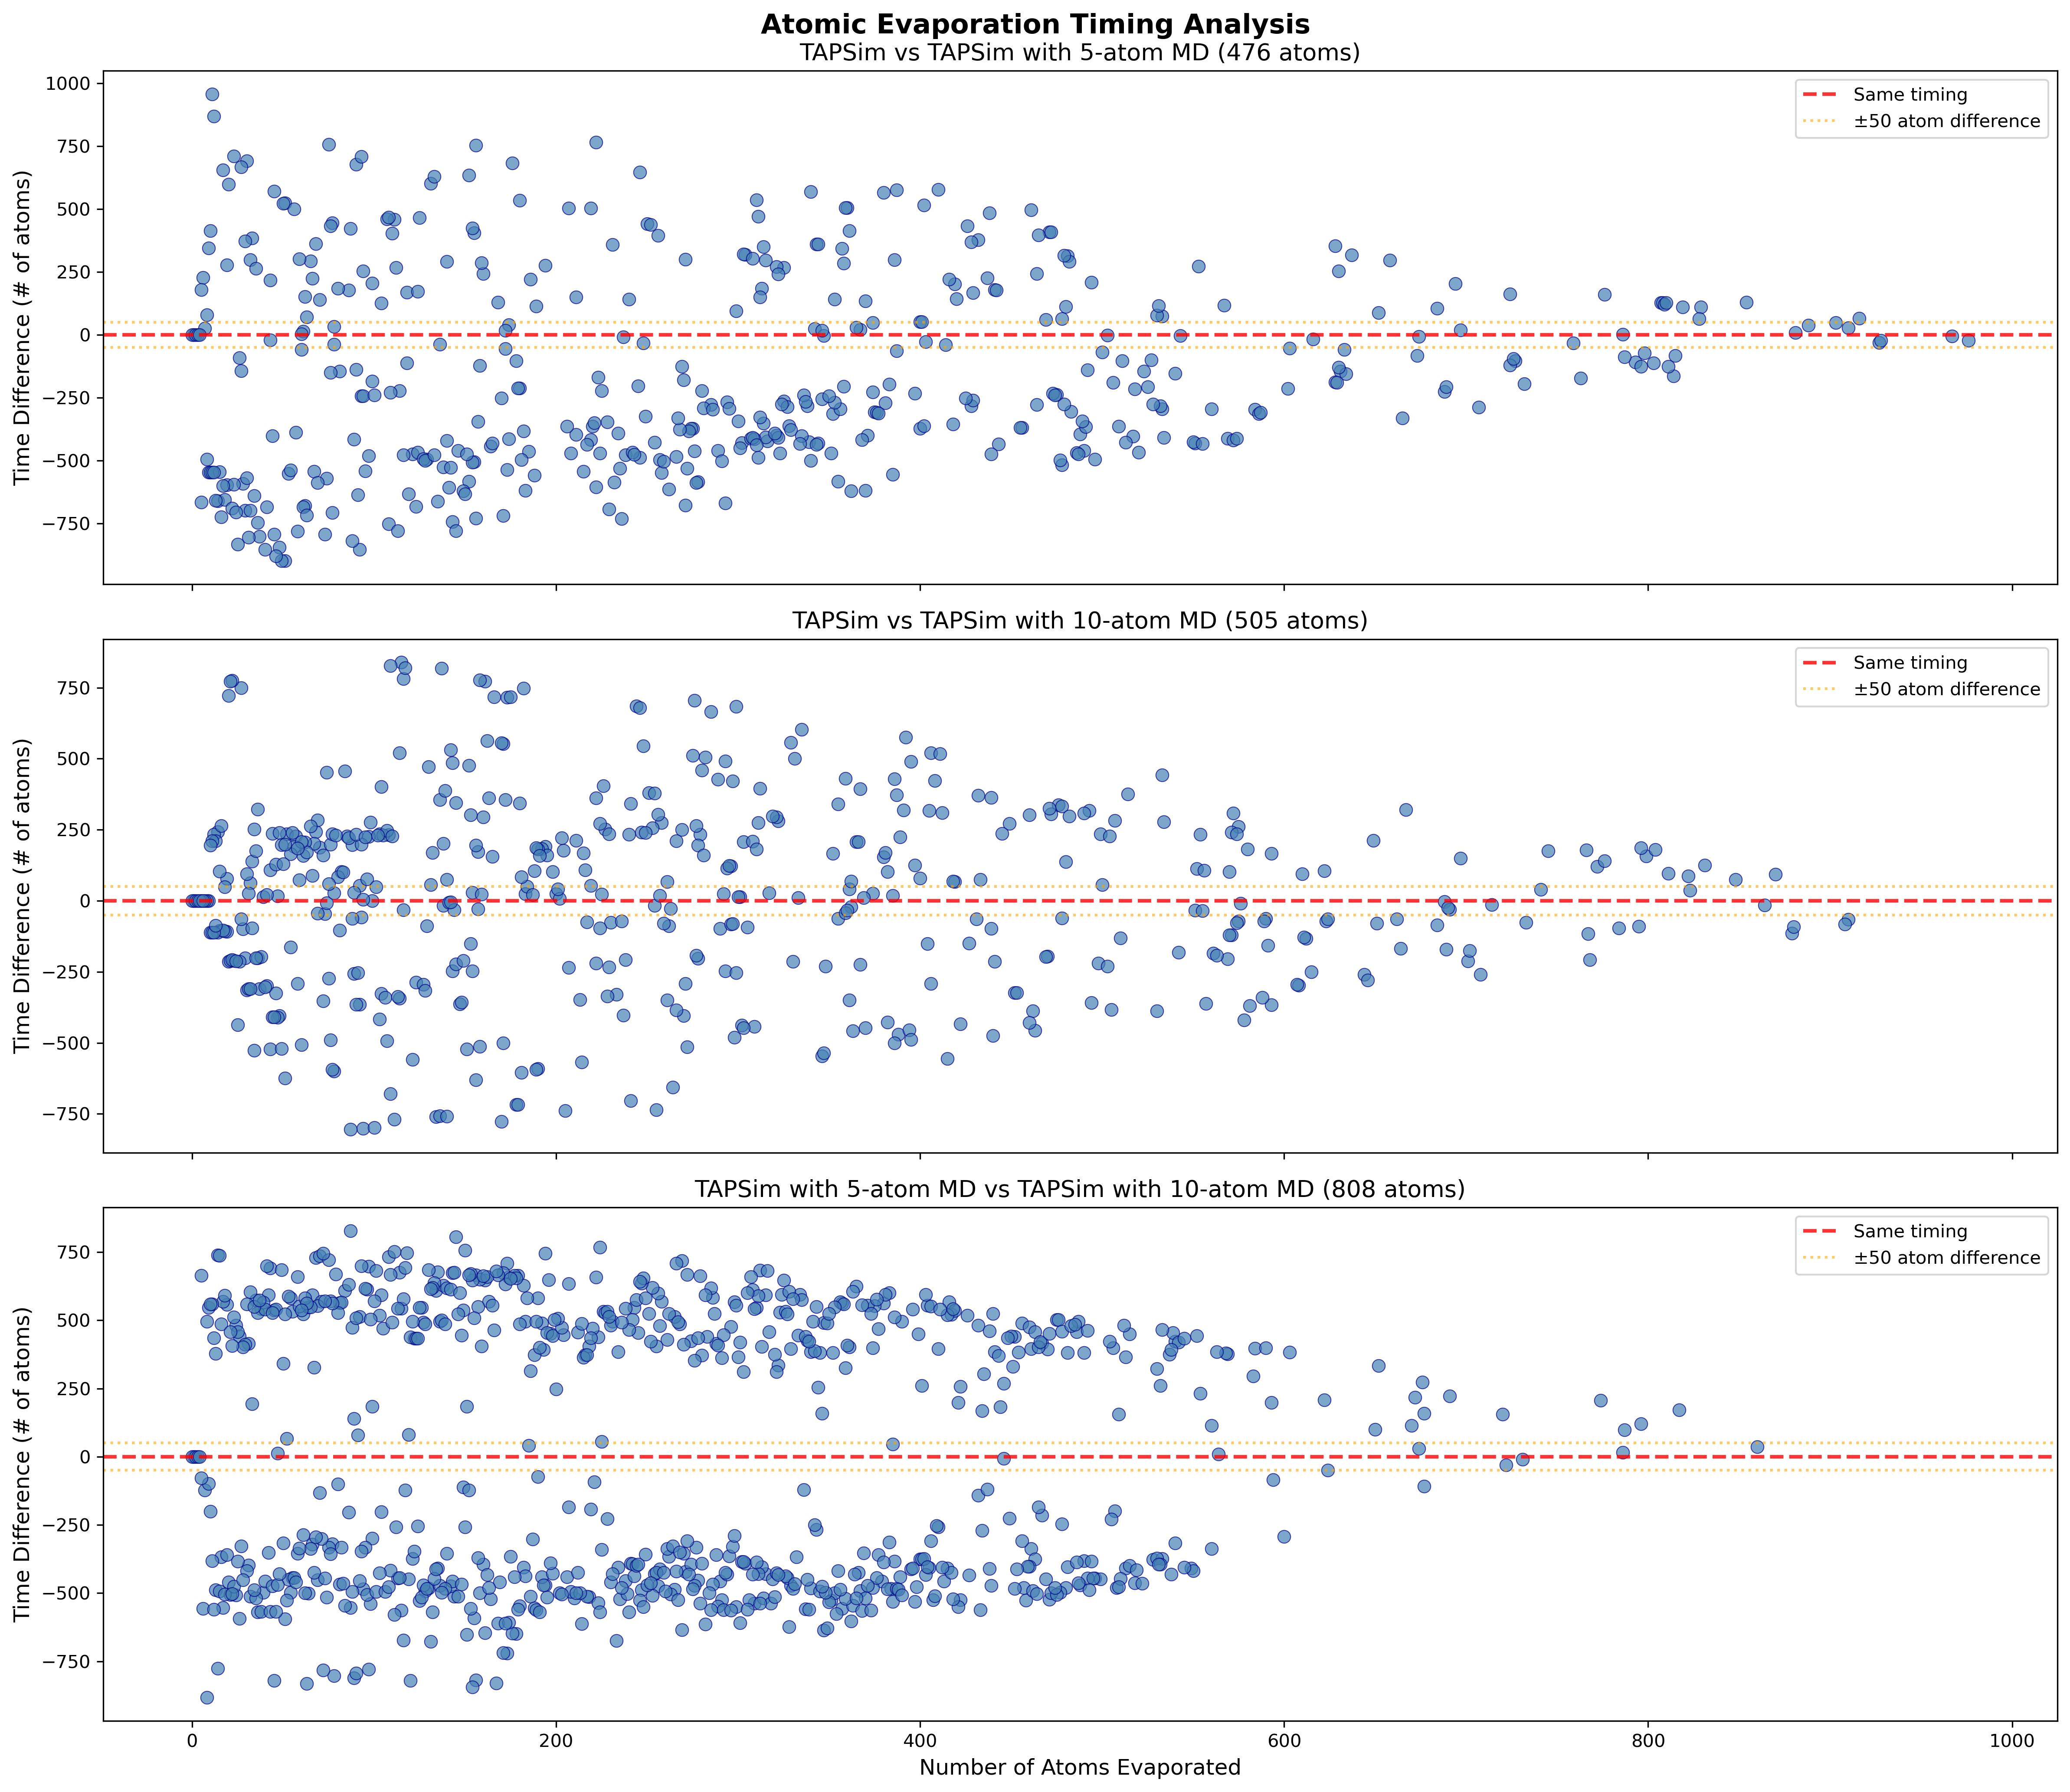 Atomic Evaporation Timing Analysis
TAPSim vs TAPSim with 5-atom MD (476 atoms)
Time Difference (# of atoms)
1000
750
500
250
0
−250
−500
−750
Same timing
±50 atom difference
TAPSim vs TAPSim with 10-atom MD (505 atoms)
Time Difference (# of atoms)
750
500
250
0
−250
−500
−750
Same timing
±50 atom difference
TAPSim with 5-atom MD vs TAPSim with 10-atom MD (808 atoms)
Time Difference (# of atoms)
750
500
250
0
−250
−500
−750
Same timing
±50 atom difference
0 200 400 600 800 1000
Number of Atoms Evaporated